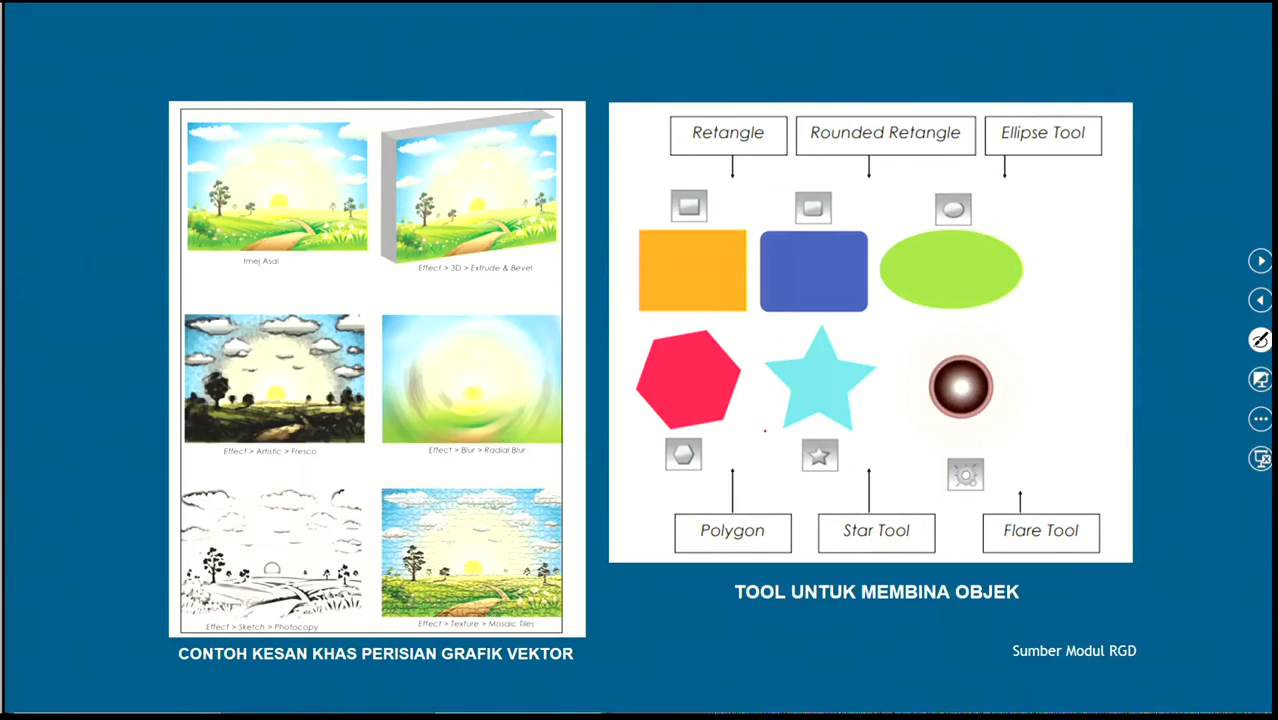 Imej Asal
Effect > 3D > Extrude & Bevel
Effect > Artistic > Fresco
Effect > Blur > Radial Blur
Effect > Sketch > Photocopy
Effect > Texture > Mosaic Tiles
CONTOH KESAN KHAS PERISIAN GRAFIK VEKTOR
Retangle
Rounded Retangle
Ellipse Tool
Polygon
Star Tool
Flare Tool
TOOL UNTUK MEMBINA OBJEK
Sumber Modul RGD